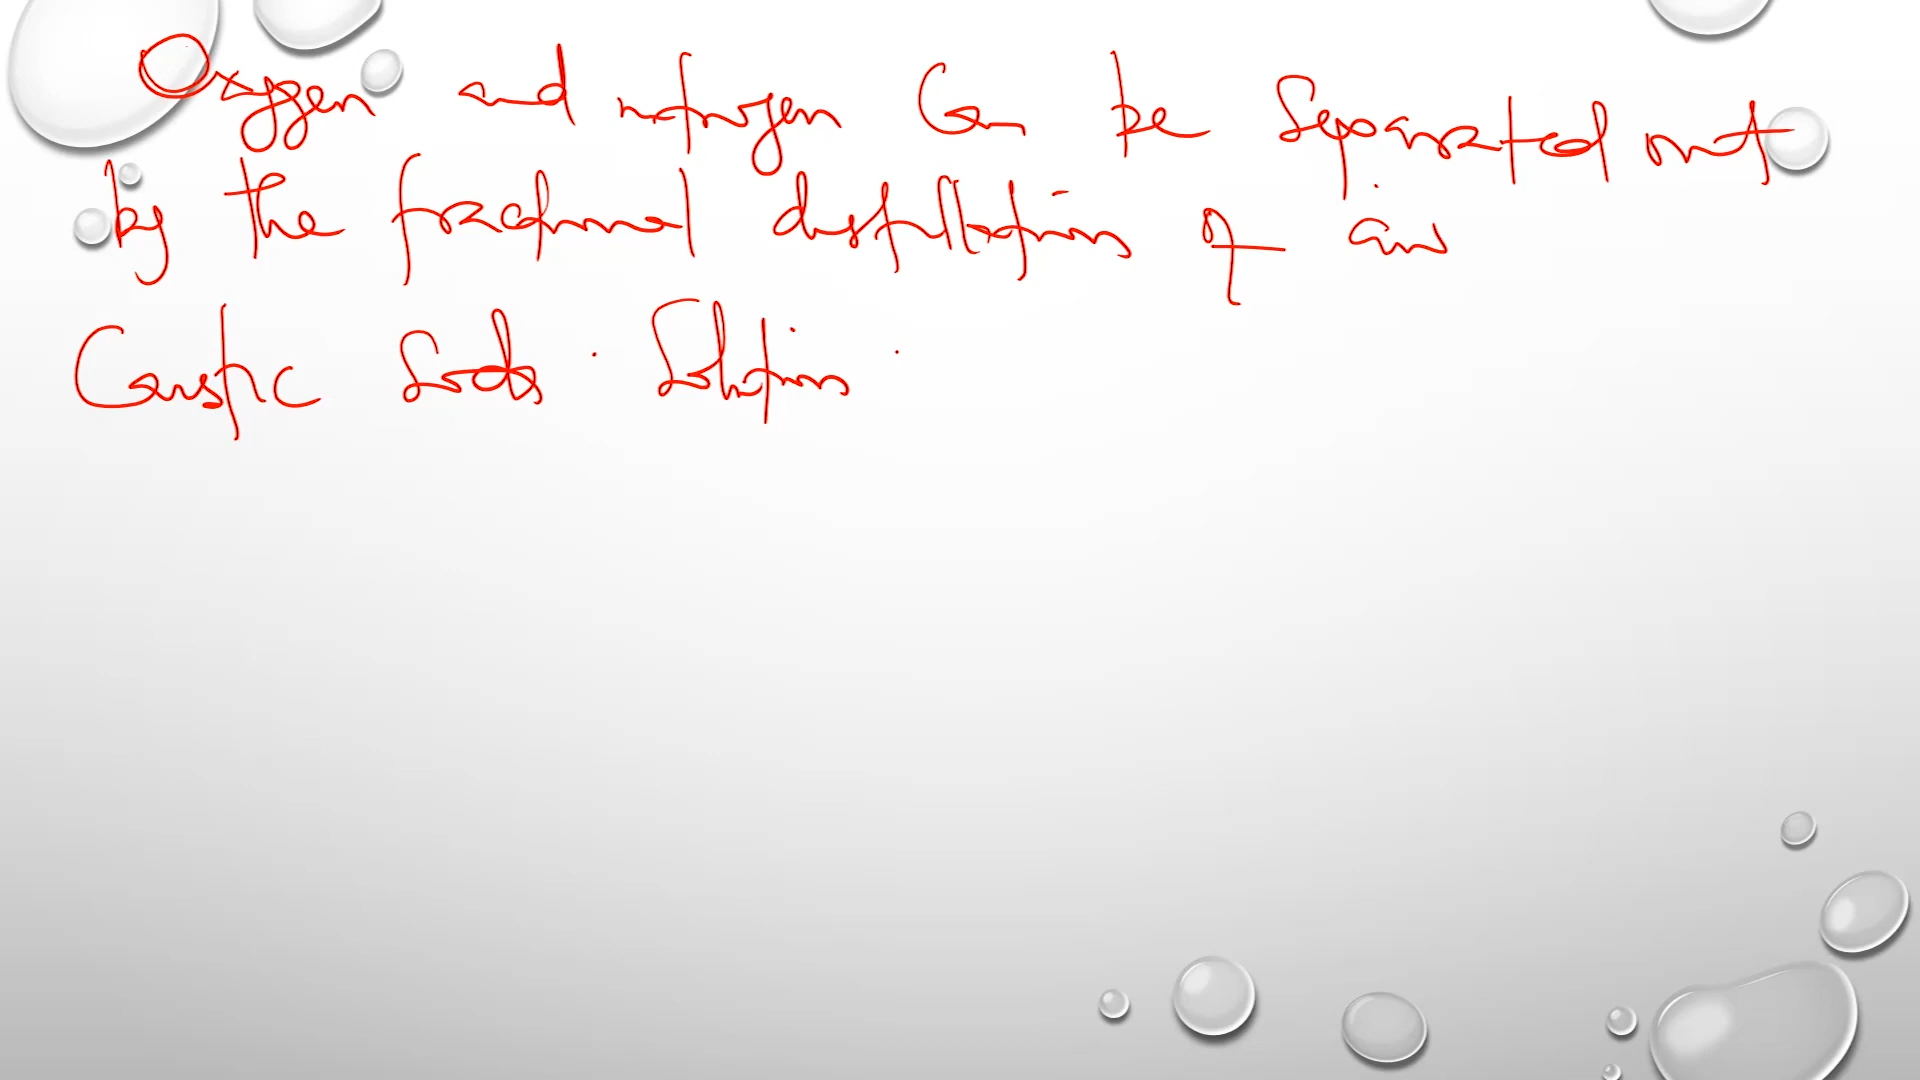 Oxygen and nitrogen Can be Separated out
by the fractional distillation of air
Caustic Soda Solution